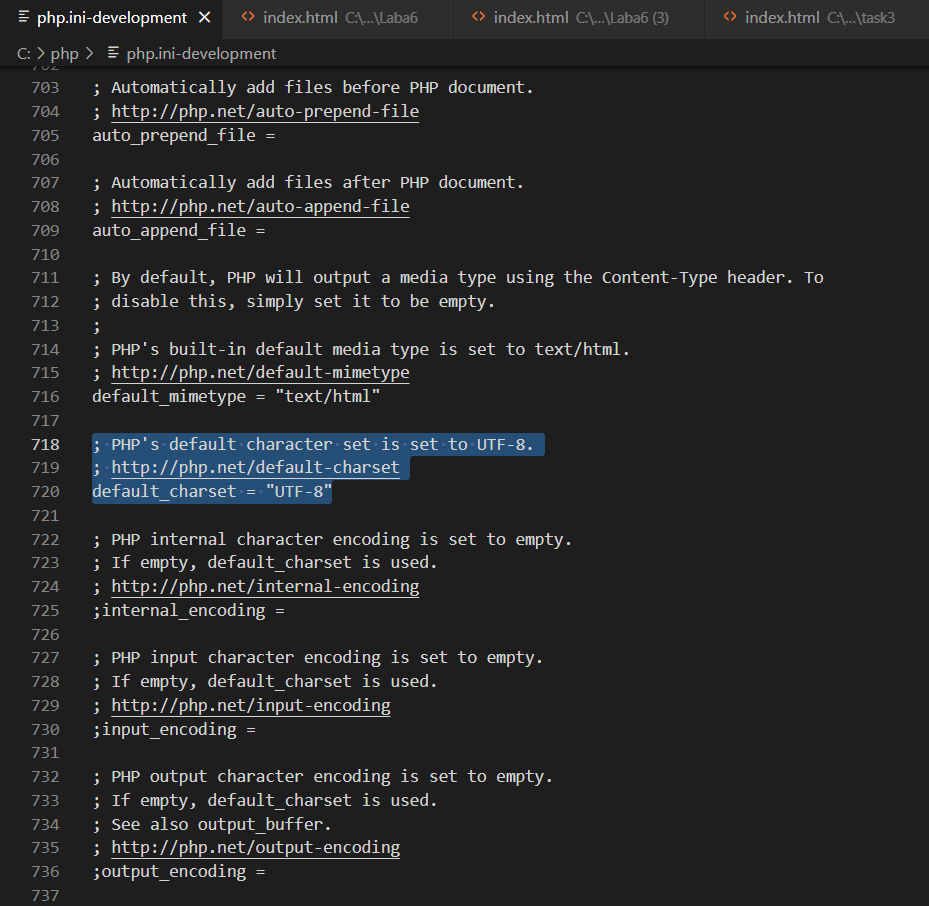 php.ini-development
index.html C:\...\Laba6
index.html C:\...\Laba6 (3)
index.html C:\...\task3
C: > php > php.ini-development
703 ; Automatically add files before PHP document.
704 ; http://php.net/auto-prepend-file
705 auto_prepend_file =
706
707 ; Automatically add files after PHP document.
708 ; http://php.net/auto-append-file
709 auto_append_file =
710
711 ; By default, PHP will output a media type using the Content-Type header. To
712 ; disable this, simply set it to be empty.
713 ;
714 ; PHP's built-in default media type is set to text/html.
715 ; http://php.net/default-mimetype
716 default_mimetype = "text/html"
717
718 ; PHP's default character set is set to UTF-8.
719 ; http://php.net/default-charset
720 default_charset = "UTF-8"
721
722 ; PHP internal character encoding is set to empty.
723 ; If empty, default_charset is used.
724 ; http://php.net/internal-encoding
725 ;internal_encoding =
726
727 ; PHP input character encoding is set to empty.
728 ; If empty, default_charset is used.
729 ; http://php.net/input-encoding
730 ;input_encoding =
731
732 ; PHP output character encoding is set to empty.
733 ; If empty, default_charset is used.
734 ; See also output_buffer.
735 ; http://php.net/output-encoding
736 ;output_encoding =
737